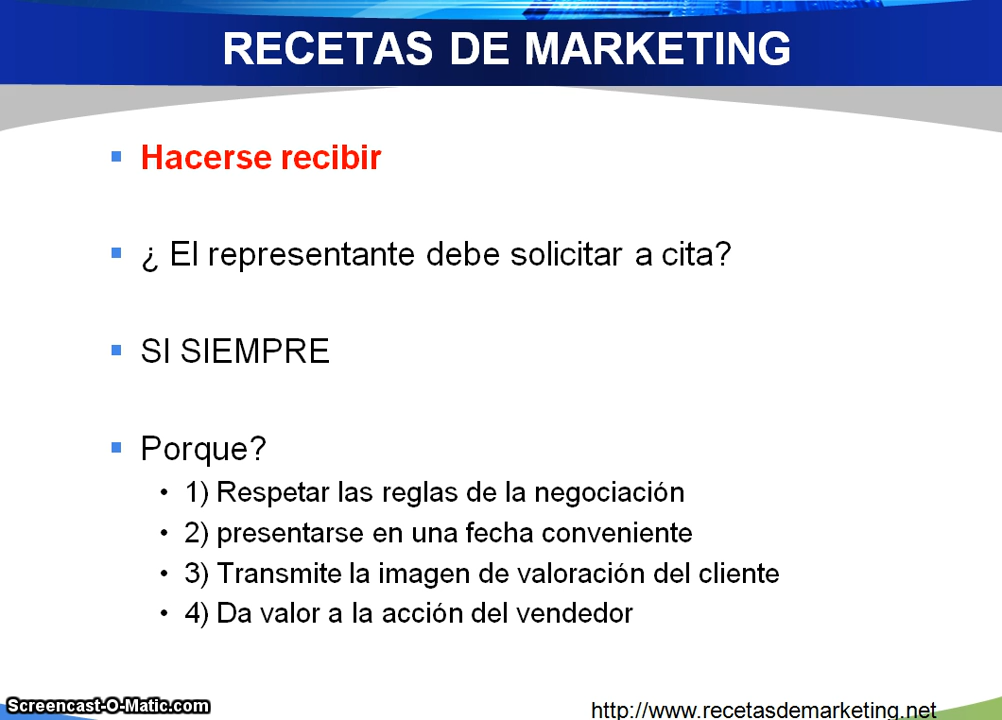 RECETAS DE MARKETING
Hacerse recibir
¿ El representante debe solicitar a cita?
SI SIEMPRE
Porque?
1) Respetar las reglas de la negociación
2) presentarse en una fecha conveniente
3) Transmite la imagen de valoración del cliente
4) Da valor a la acción del vendedor
Screencast-O-Matic.com
http://www.recetasdemarketing.net